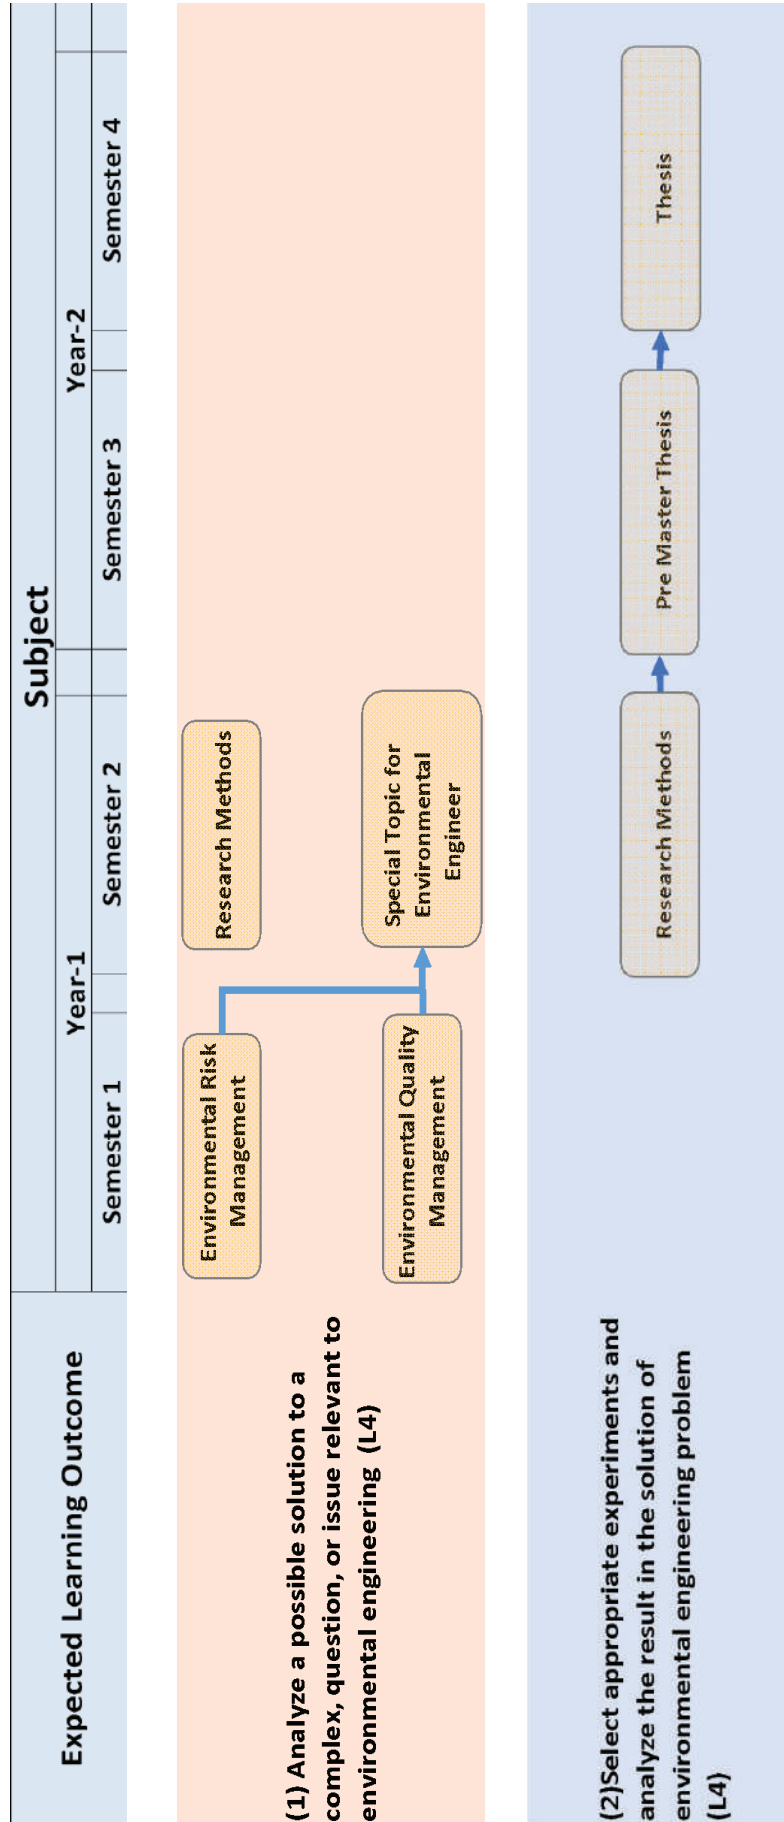 Expected Learning Outcome
Subject
Year-1
Year-2
Semester 1
Semester 2
Semester 3
Semester 4
(1) Analyze a possible solution to a
complex, question, or issue relevant to
environmental engineering (L4)
Environmental Risk
Management
Research Methods
Environmental Quality
Management
Special Topic for
Environmental
Engineer
(2)Select appropriate experiments and
analyze the result in the solution of
environmental engineering problem
(L4)
Research Methods
Pre Master Thesis
Thesis